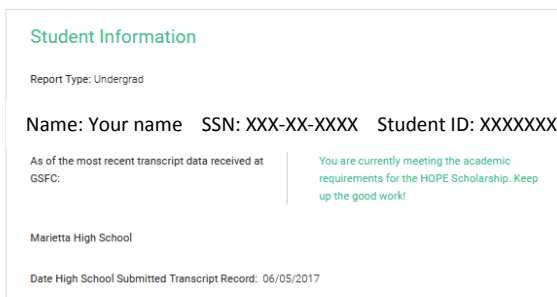 Student Information
Report Type: Undergrad
Name: Your name SSN: XXX-XX-XXXX Student ID: XXXXXXX
As of the most recent transcript data received at
GSFC:
You are currently meeting the academic
requirements for the HOPE Scholarship. Keep
up the good work!
Marietta High School
Date High School Submitted Transcript Record: 06/05/2017